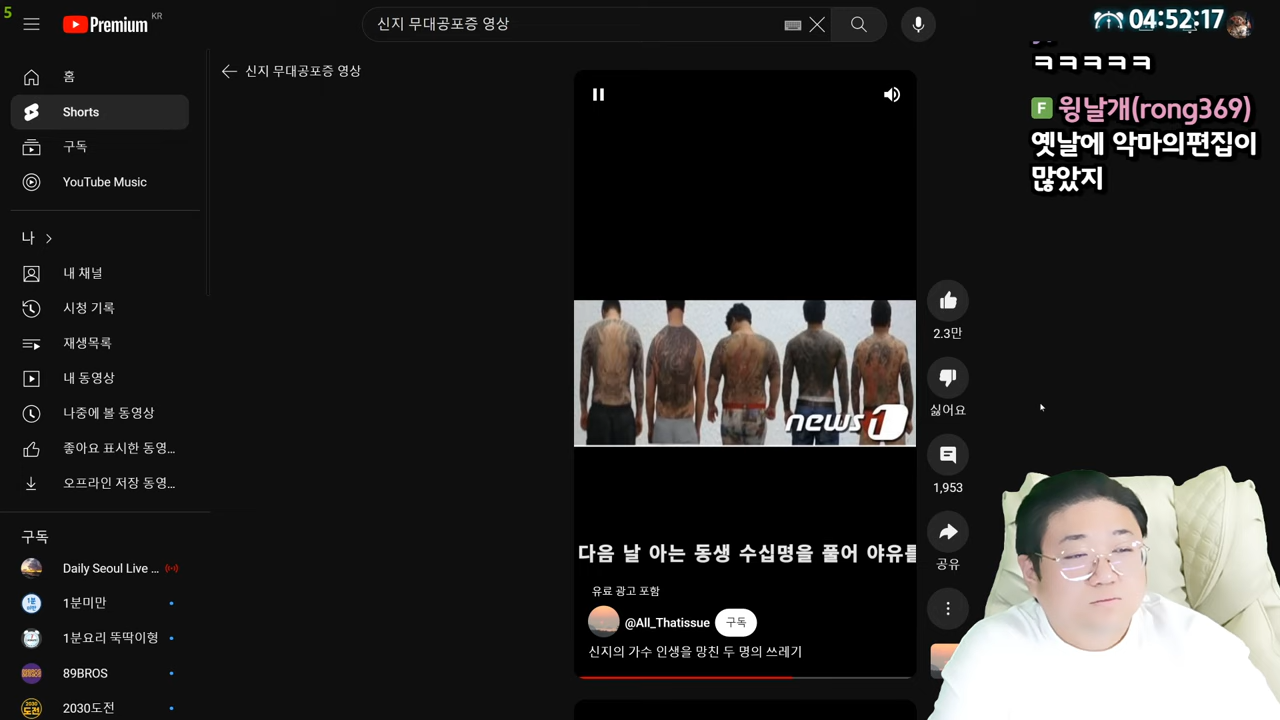 5
Premium KR
신지 무대공포증 영상
04:52:17
ㅋㅋㅋㅋㅋ
F 윙날개(rong369)
옛날에 악마의편집이
많았지
홈
Shorts
구독
YouTube Music
나
내 채널
시청 기록
재생목록
내 동영상
나중에 볼 동영상
좋아요 표시한 동영...
오프라인 저장 동영...
구독
Daily Seoul Live ...
1분미만
1분요리 뚝딱이형
89BROS
2030도전
신지 무대공포증 영상
news1
다음 날 아는 동생 수십명을 풀어 야유를
유료 광고 포함
@All_Thatissue 구독
신지의 가수 인생을 망친 두 명의 쓰레기
2.3만
싫어요
1,953
공유